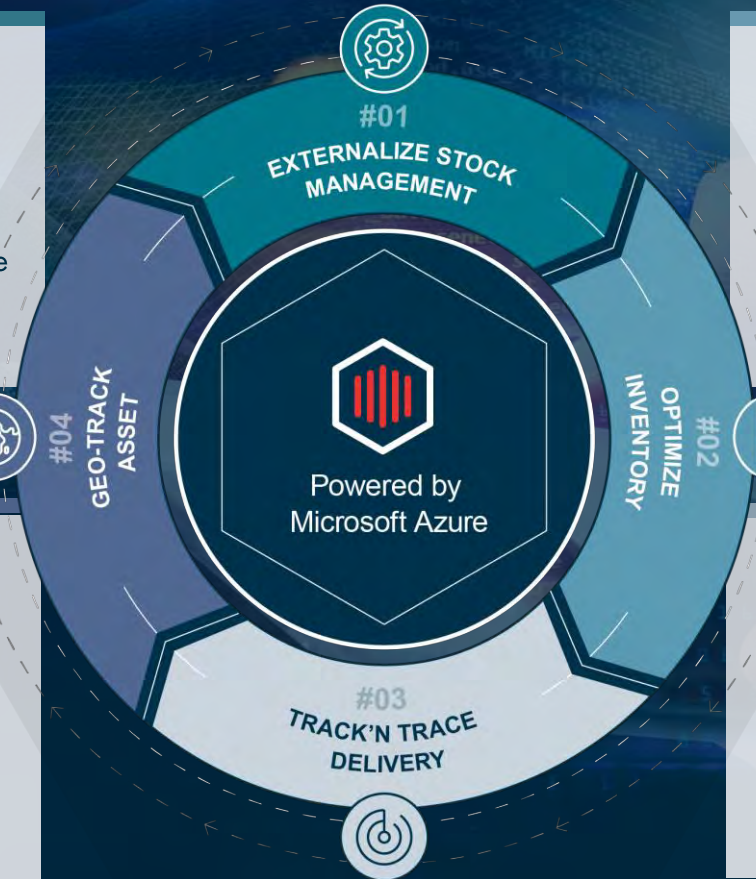 #01
EXTERNALIZE STOCK
MANAGEMENT
#02
OPTIMIZE
INVENTORY
#03
TRACK'N TRACE
DELIVERY
#04
GEO-TRACK
ASSET
Powered by
Microsoft Azure